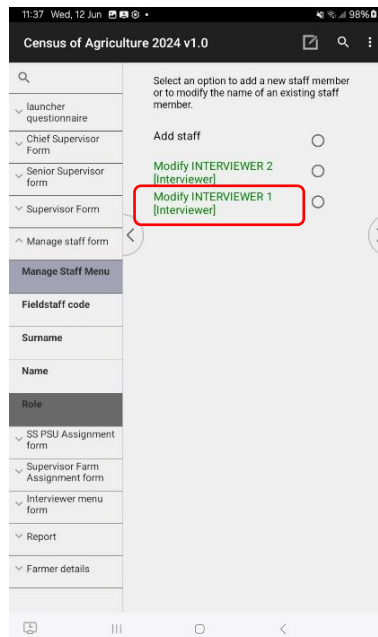 11:37 Wed, 12 Jun
98%
Census of Agriculture 2024 v1.0
Select an option to add a new staff member
or to modify the name of an existing staff
member.
Add staff
Modify INTERVIEWER 2
[Interviewer]
Modify INTERVIEWER 1
[Interviewer]
launcher
questionnaire
Chief Supervisor
Form
Senior Supervisor
form
Supervisor Form
Manage staff form
Manage Staff Menu
Fieldstaff code
Surname
Name
Role
SS PSU Assignment
form
Supervisor Farm
Assignment form
Interviewer menu
form
Report
Farmer details